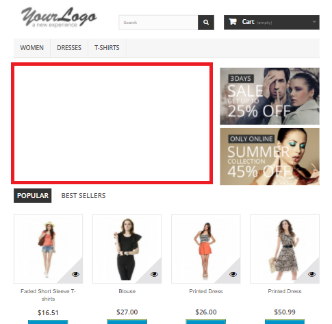 YourLogo
a new experience
Search
Cart (empty)
WOMEN DRESSES T-SHIRTS
3 DAYS
SALE
25% OFF
ONLY ONLINE
SUMMER
COLLECTION
45% OFF
POPULAR BEST SELLERS
Faded Short Sleeve T-
shirts
$16.51
Blouse
$27.00
Printed Dress
$26.00
Printed Dress
$50.99